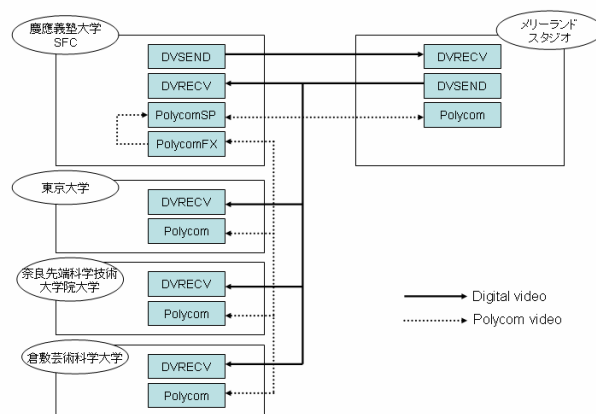 慶應義塾大学
SFC
DVSEND
DVRECV
PolycomSP
PolycomFX
メリーランド
スタジオ
DVRECV
DVSEND
Polycom
東京大学
DVRECV
Polycom
奈良先端科学技術
大学院大学
DVRECV
Polycom
倉敷芸術科学大学
DVRECV
Polycom
Digital video
Polycom video